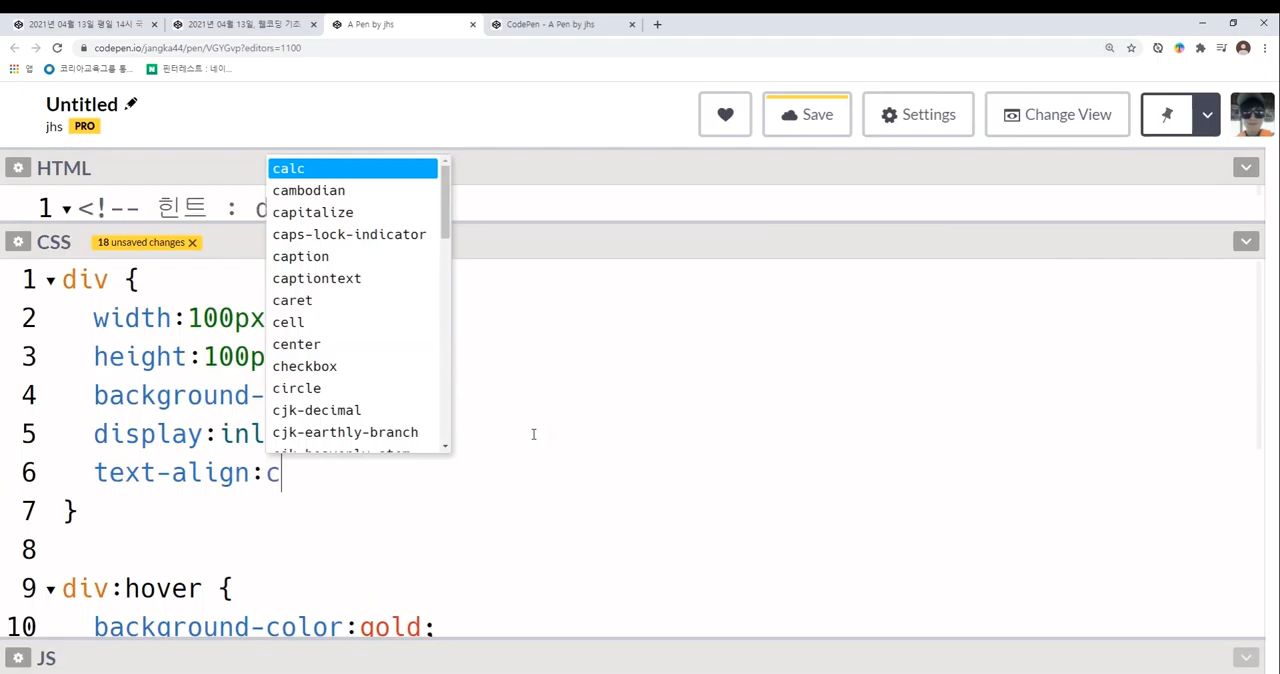 2021년 04월 13일 평일 14시 국
2021년 04월 13일, 웹코딩 기초
A Pen by jhs
CodePen - A Pen by jhs
codepen.io/jangka44/pen/VGYGvp?editors=1100
앱
코리아교육그룹 통...
핀터레스트 : 네이...
Untitled
jhs PRO
Save
Settings
Change View
HTML
1 <!-- 힌트 : d
calc
cambodian
capitalize
caps-lock-indicator
caption
captiontext
caret
cell
center
checkbox
circle
cjk-decimal
cjk-earthly-branch
cjk-heavenly-stem
CSS
18 unsaved changes
1 div {
2 width:100px
3 height:100p
4 background-
5 display:inl
6 text-align:c
7 }
8
9 div:hover {
10 background-color:gold;
JS